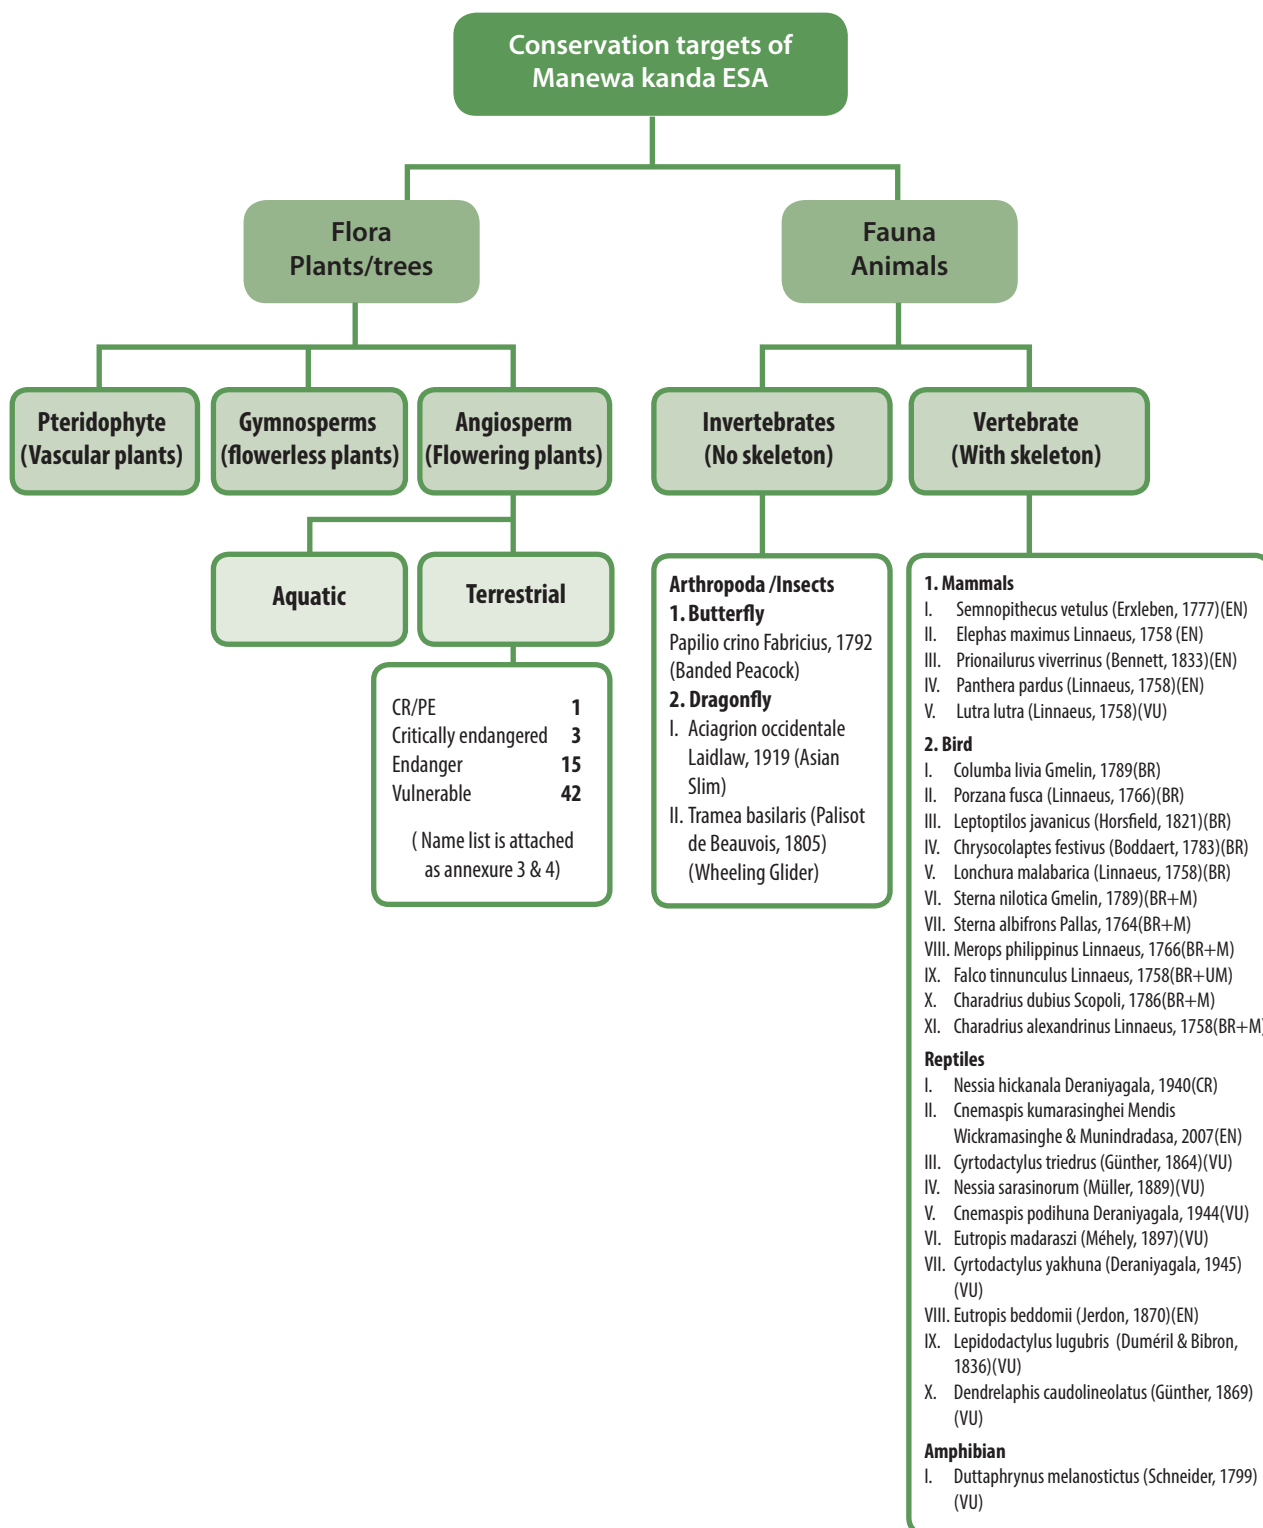 Conservation targets of
Manewa kanda ESA
Flora
Plants/trees
Fauna
Animals
Pteridophyte
(Vascular plants)
Gymnosperms
(flowerless plants)
Angiosperm
(Flowering plants)
Invertebrates
(No skeleton)
Vertebrate
(With skeleton)
Aquatic
Terrestrial
CR/PE 1
Critically endangered 3
Endanger 15
Vulnerable 42
( Name list is attached
as annexure 3 & 4)
Arthropoda /Insects
1. Butterfly
Papilio crino Fabricius, 1792
(Banded Peacock)
2. Dragonfly
I. Aciagrion occidentale
Laidlaw, 1919 (Asian
Slim)
II. Tramea basilaris (Palisot
de Beauvois, 1805)
(Wheeling Glider)
1. Mammals
I. Semnopithecus vetulus (Erxleben, 1777)(EN)
II. Elephas maximus Linnaeus, 1758 (EN)
III. Prionailurus viverrinus (Bennett, 1833)(EN)
IV. Panthera pardus (Linnaeus, 1758)(EN)
V. Lutra lutra (Linnaeus, 1758)(VU)
2. Bird
I. Columba livia Gmelin, 1789(BR)
II. Porzana fusca (Linnaeus, 1766)(BR)
III. Leptoptilos javanicus (Horsfield, 1821)(BR)
IV. Chrysocolaptes festivus (Boddaert, 1783)(BR)
V. Lonchura malabarica (Linnaeus, 1758)(BR)
VI. Sterna nilotica Gmelin, 1789)(BR+M)
VII. Sterna albifrons Pallas, 1764(BR+M)
VIII. Merops philippinus Linnaeus, 1766(BR+M)
IX. Falco tinnunculus Linnaeus, 1758(BR+UM)
X. Charadrius dubius Scopoli, 1786(BR+M)
XI. Charadrius alexandrinus Linnaeus, 1758(BR+M)
Reptiles
I. Nessia hickanala Deraniyagala, 1940(CR)
II. Cnemaspis kumarasinghei Mendis
Wickramasinghe & Munindradasa, 2007(EN)
III. Cyrtodactylus triedrus (Günther, 1864)(VU)
IV. Nessia sarasinorum (Müller, 1889)(VU)
V. Cnemaspis podihuna Deraniyagala, 1944(VU)
VI. Eutropis madaraszi (Méhely, 1897)(VU)
VII. Cyrtodactylus yakhuna (Deraniyagala, 1945)
(VU)
VIII. Eutropis beddomii (Jerdon, 1870)(EN)
IX. Lepidodactylus lugubris (Duméril & Bibron,
1836)(VU)
X. Dendrelaphis caudolineolatus (Günther, 1869)
(VU)
Amphibian
I. Duttaphrynus melanostictus (Schneider, 1799)
(VU)